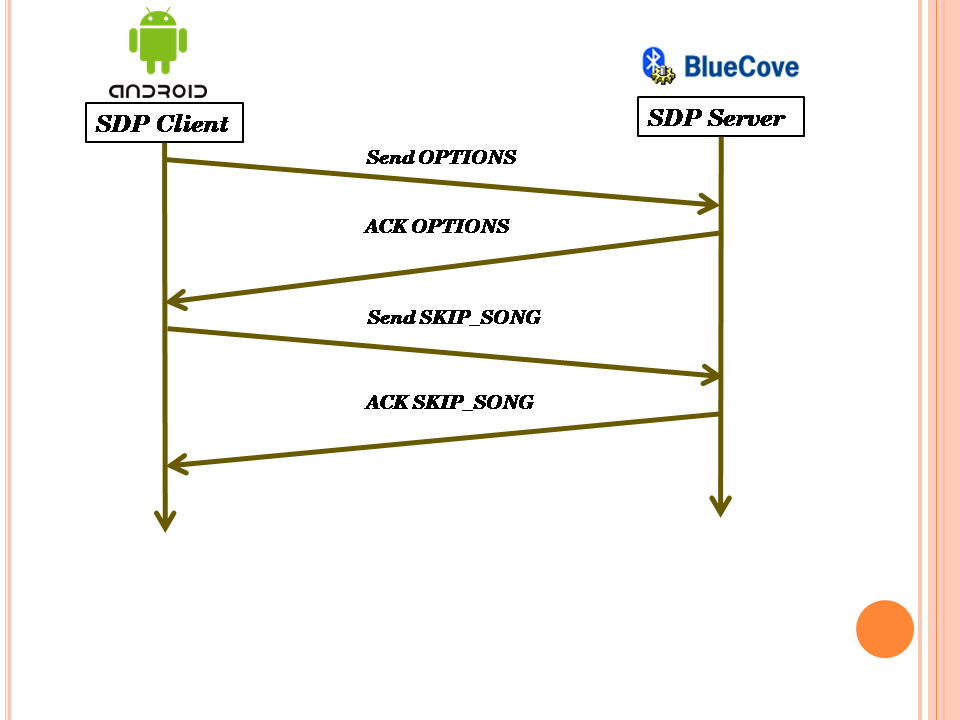 ANDROID
BlueCove
SDP Client
SDP Server
Send OPTIONS
ACK OPTIONS
Send SKIP_SONG
ACK SKIP_SONG